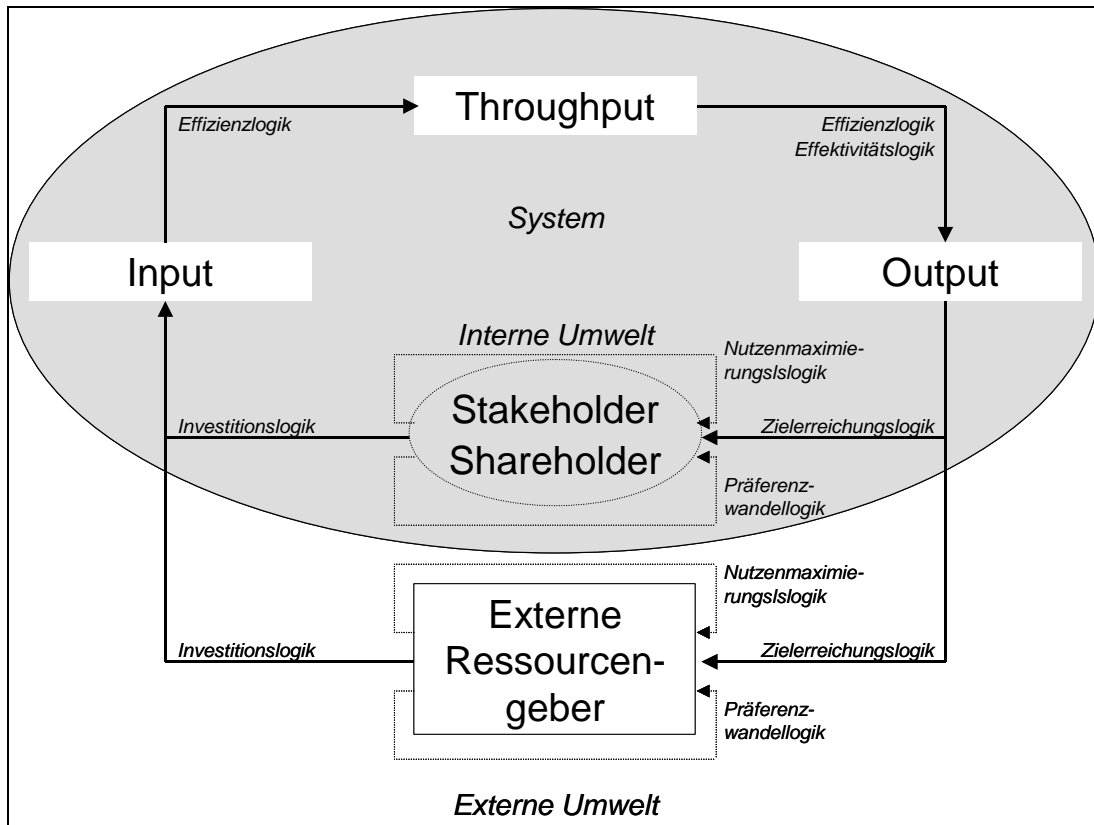 Throughput
Effizienzlogik
Effizienzlogik
Effektivitätslogik
System
Input
Output
Interne Umwelt
Nutzenmaximie-
rungslslogik
Stakeholder
Shareholder
Investitionslogik
Zielerreichungslogik
Präferenz-
wandellogik
Nutzenmaximie-
rungslslogik
Externe
Ressourcen-
geber
Investitionslogik
Zielerreichungslogik
Präferenz-
wandellogik
Externe Umwelt